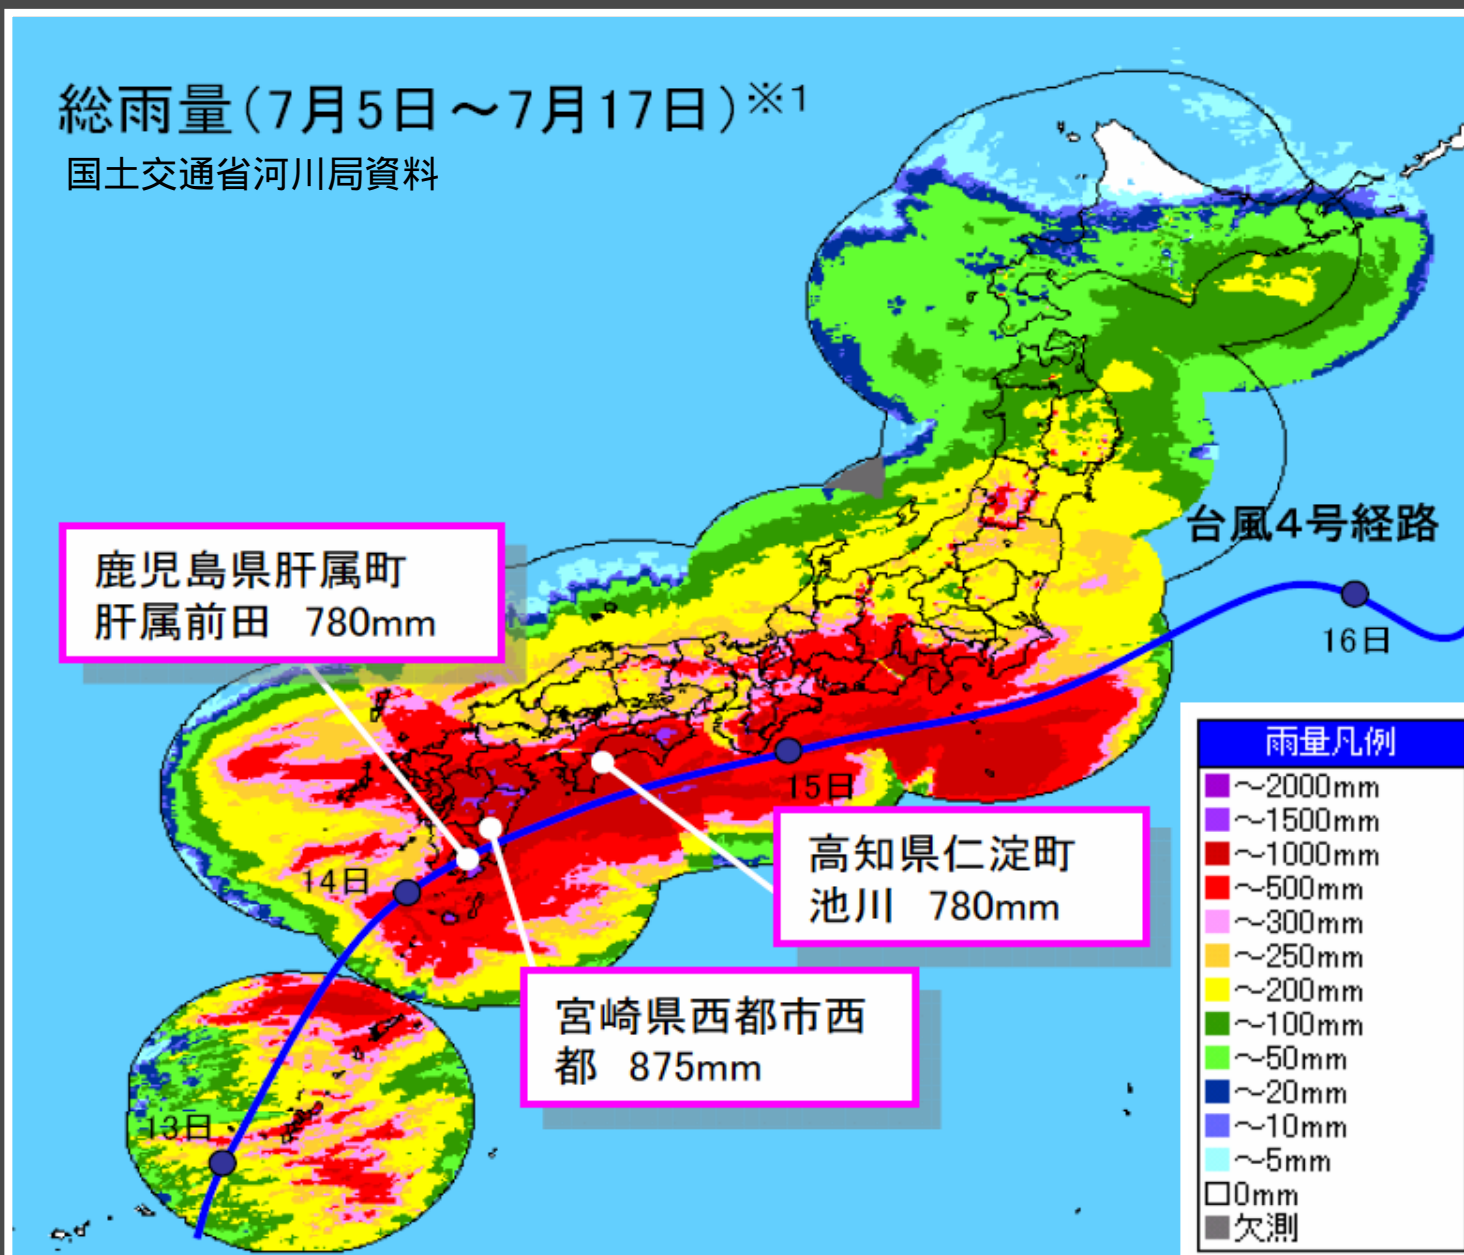 総雨量(7月5日～7月17日)※1
国土交通省河川局資料
台風4号経路
鹿児島県肝属町
肝属前田 780mm
16日
15日
14日
13日
高知県仁淀町
池川 780mm
宮崎県西都市西
都 875mm
雨量凡例
～2000mm
～1500mm
～1000mm
～500mm
～300mm
～250mm
～200mm
～100mm
～50mm
～20mm
～10mm
～5mm
0mm
欠測